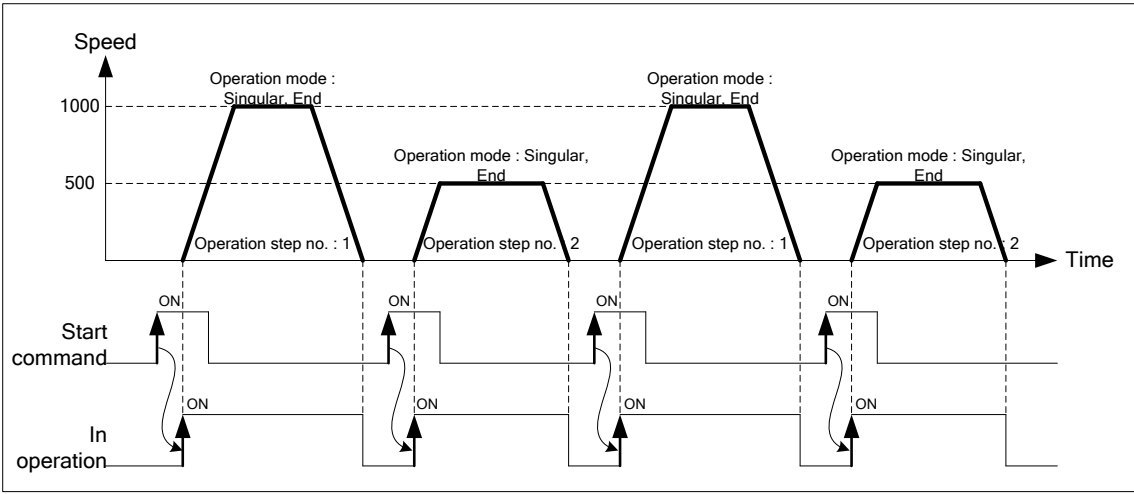 Speed
Operation mode :
Singular, End
Operation mode :
Singular, End
1000
Operation mode : Singular,
End
Operation mode : Singular,
End
500
Operation step no. : 1
Operation step no. : 2
Operation step no. : 1
Operation step no. : 2
Time
ON
ON
ON
ON
Start
command
ON
ON
ON
ON
In
operation